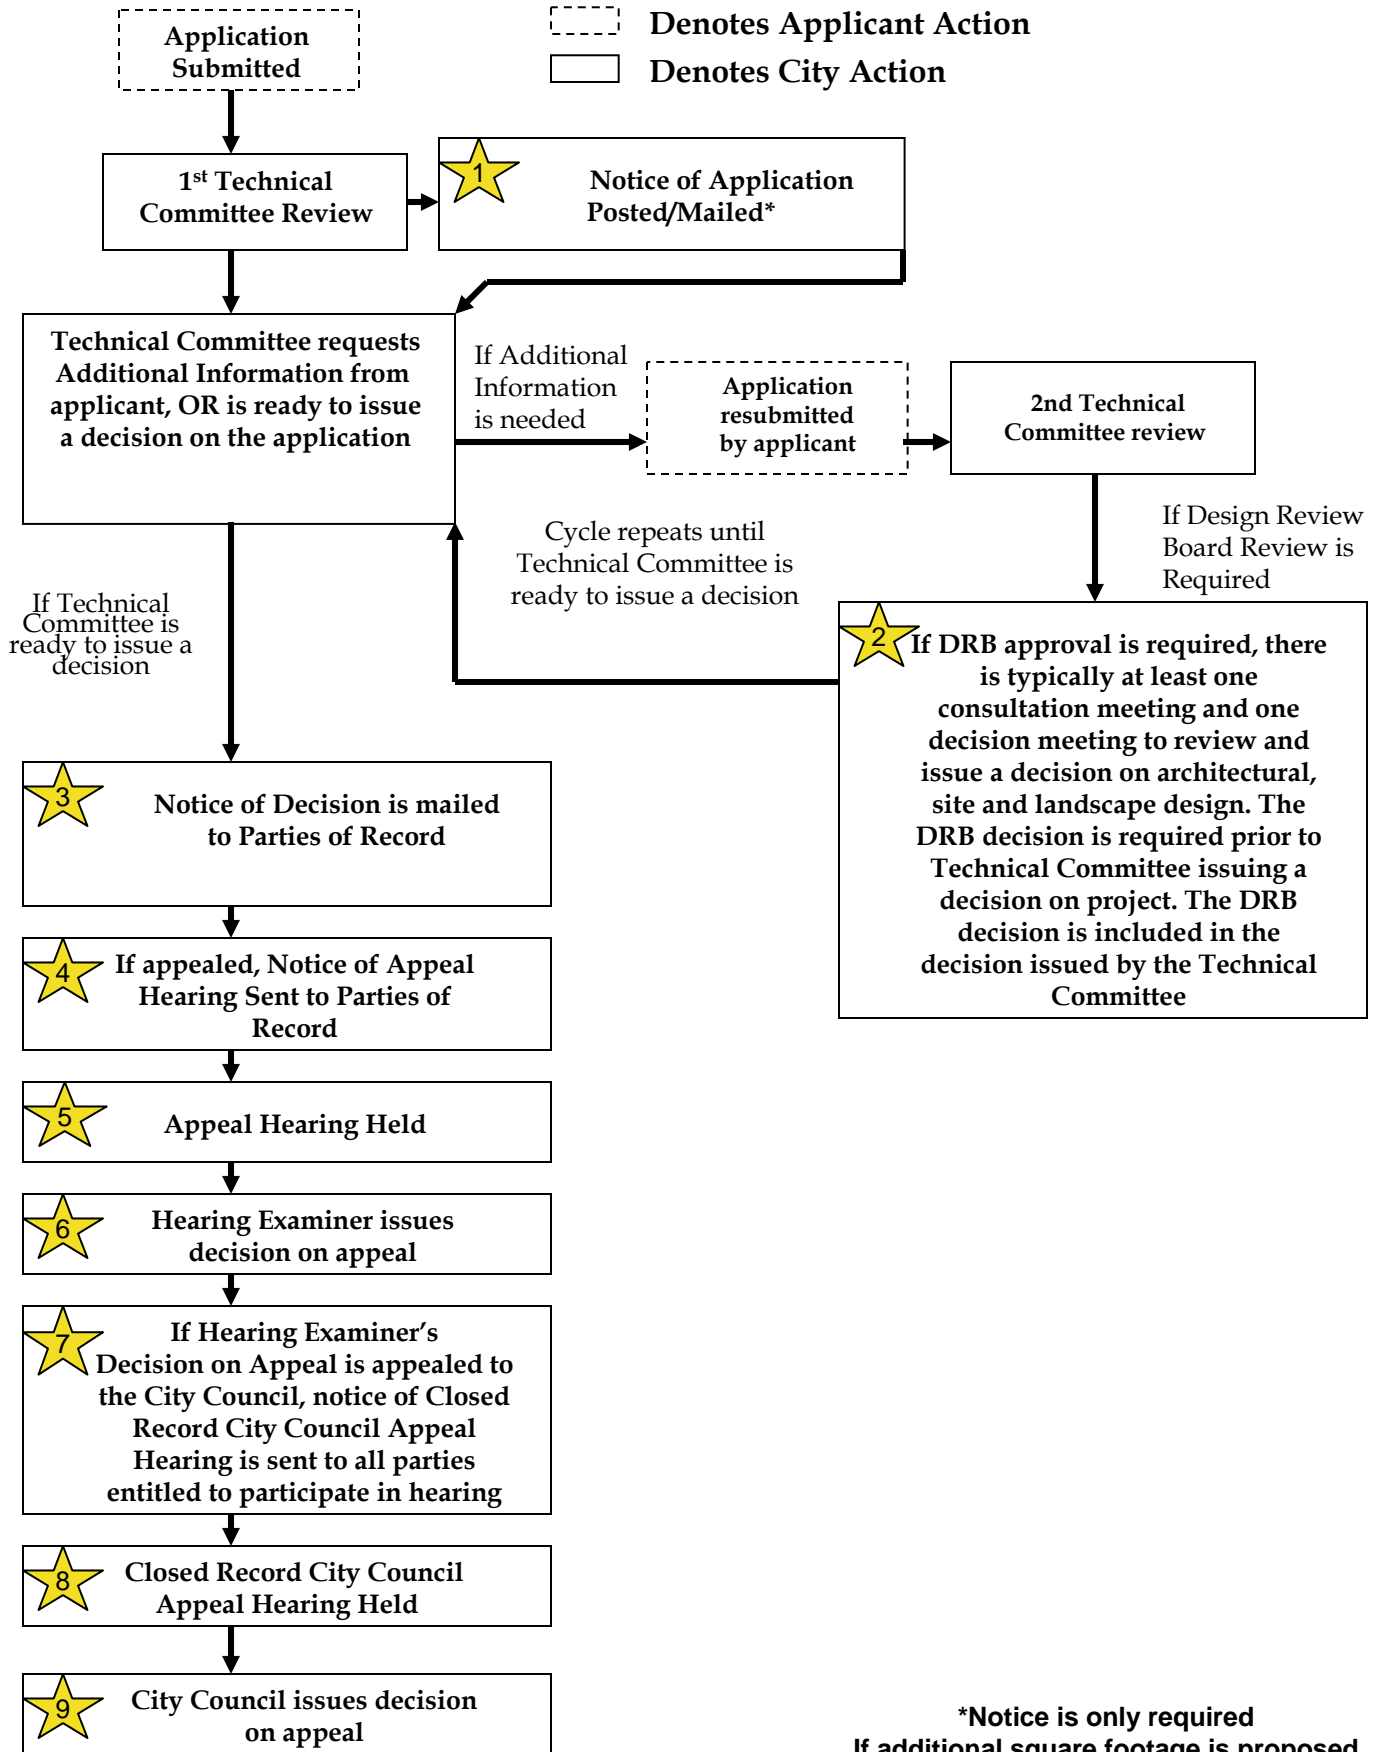 Application
Submitted
Denotes Applicant Action
Denotes City Action
1st Technical
Committee Review
1
Notice of Application
Posted/Mailed*
Technical Committee requests
Additional Information from
applicant, OR is ready to issue
a decision on the application
If Additional
Information
is needed
Application
resubmitted
by applicant
2nd Technical
Committee review
If Design Review
Board Review is
Required
Cycle repeats until
Technical Committee is
ready to issue a decision
If Technical
Committee is
ready to issue a
decision
2
If DRB approval is required, there
is typically at least one
consultation meeting and one
decision meeting to review and
issue a decision on architectural,
site and landscape design. The
DRB decision is required prior to
Technical Committee issuing a
decision on project. The DRB
decision is included in the
decision issued by the Technical
Committee
3
Notice of Decision is mailed
to Parties of Record
4
If appealed, Notice of Appeal
Hearing Sent to Parties of
Record
5
Appeal Hearing Held
6
Hearing Examiner issues
decision on appeal
7
If Hearing Examiner's
Decision on Appeal is appealed to
the City Council, notice of Closed
Record City Council Appeal
Hearing is sent to all parties
entitled to participate in hearing
8
Closed Record City Council
Appeal Hearing Held
9
City Council issues decision
on appeal
*Notice is only required
If additional square footage is proposed